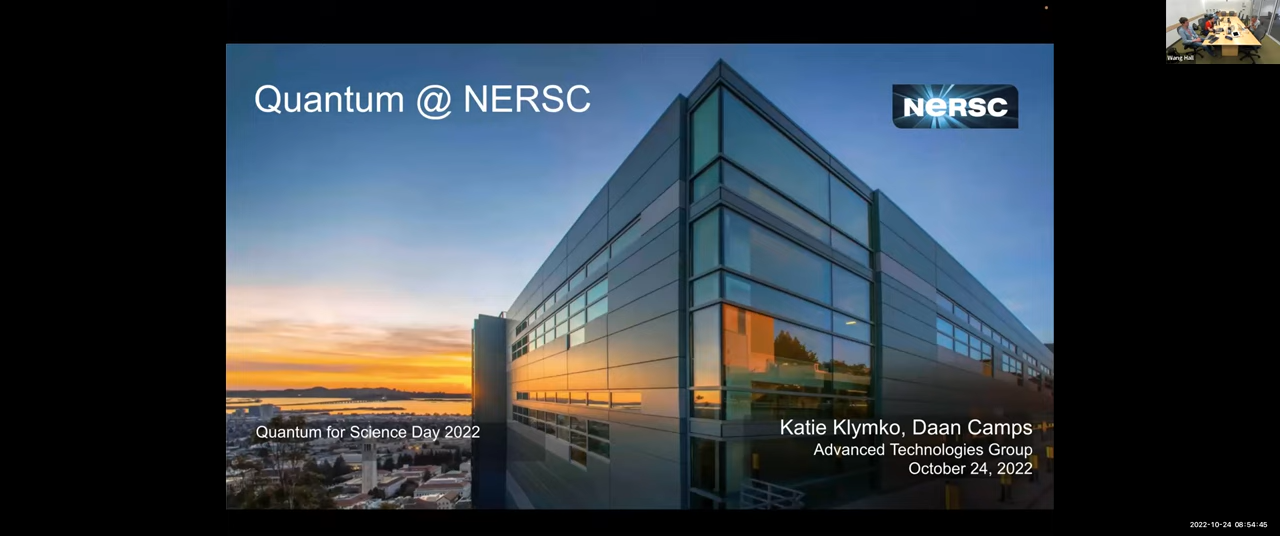 Quantum @ NERSC
NERSC
Quantum for Science Day 2022
Katie Klymko, Daan Camps
Advanced Technologies Group
October 24, 2022
Wang Hall
2022-10-24 08:54:45